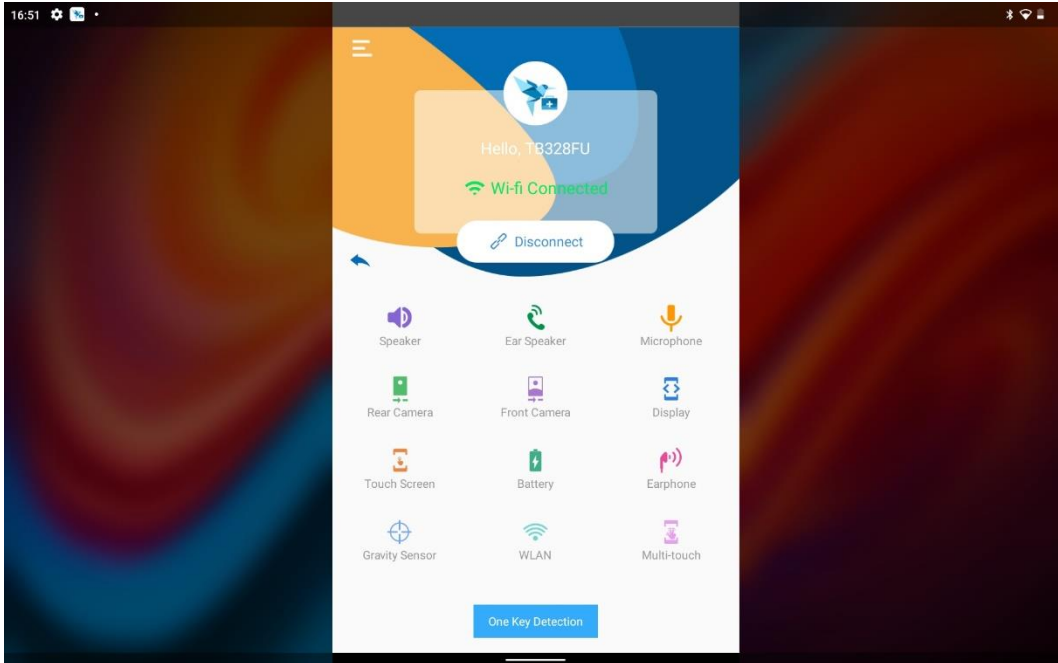 16:51
Hello, TB328FU
Wi-fi Connected
Disconnect
Speaker
Ear Speaker
Microphone
Rear Camera
Front Camera
Display
Touch Screen
Battery
Earphone
Gravity Sensor
WLAN
Multi-touch
One Key Detection